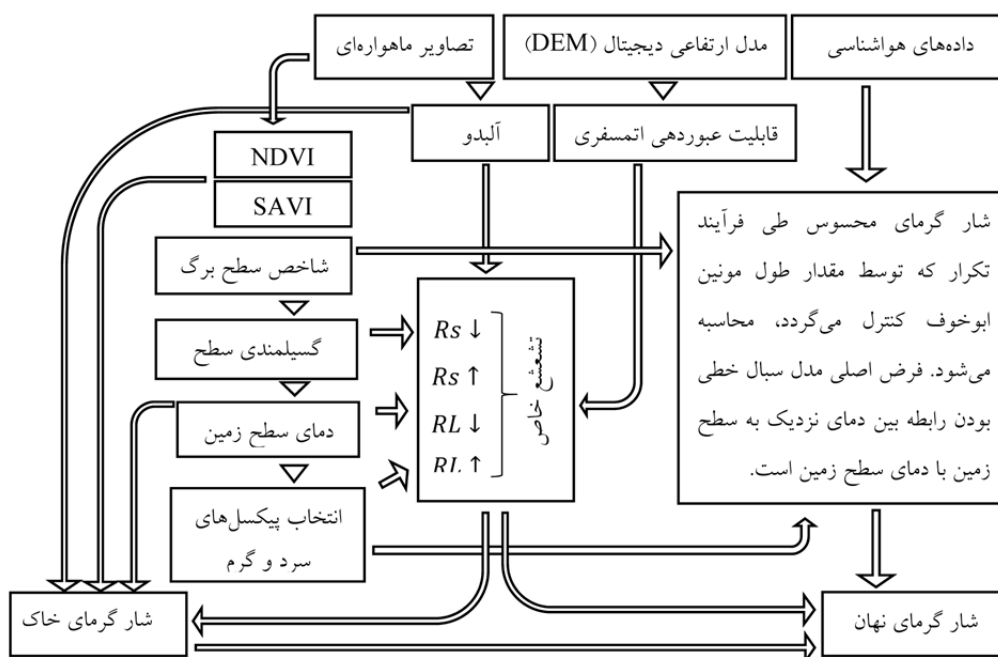 داده‌های هواشناسی
مدل ارتفاعی دیجیتال (DEM)
تصاویر ماهواره‌ای
قابلیت عبوردهی اتمسفری
آلبدو
NDVI
SAVI
شاخص سطح برگ
گسیلمندی سطح
دمای سطح زمین
انتخاب پیکسل‌های
سرد و گرم
Rs ↓
Rs ↑
RL ↓
RL ↑
تشعشع خاص
شار گرمای محسوس طی فرآیند
تکرار که توسط مقدار طول مونین
ابوخوف کنترل می‌گردد، محاسبه
می‌شود. فرض اصلی مدل سبال خطی
بودن رابطه بین دمای نزدیک به سطح
زمین با دمای سطح زمین است.
شار گرمای نهان
شار گرمای خاک